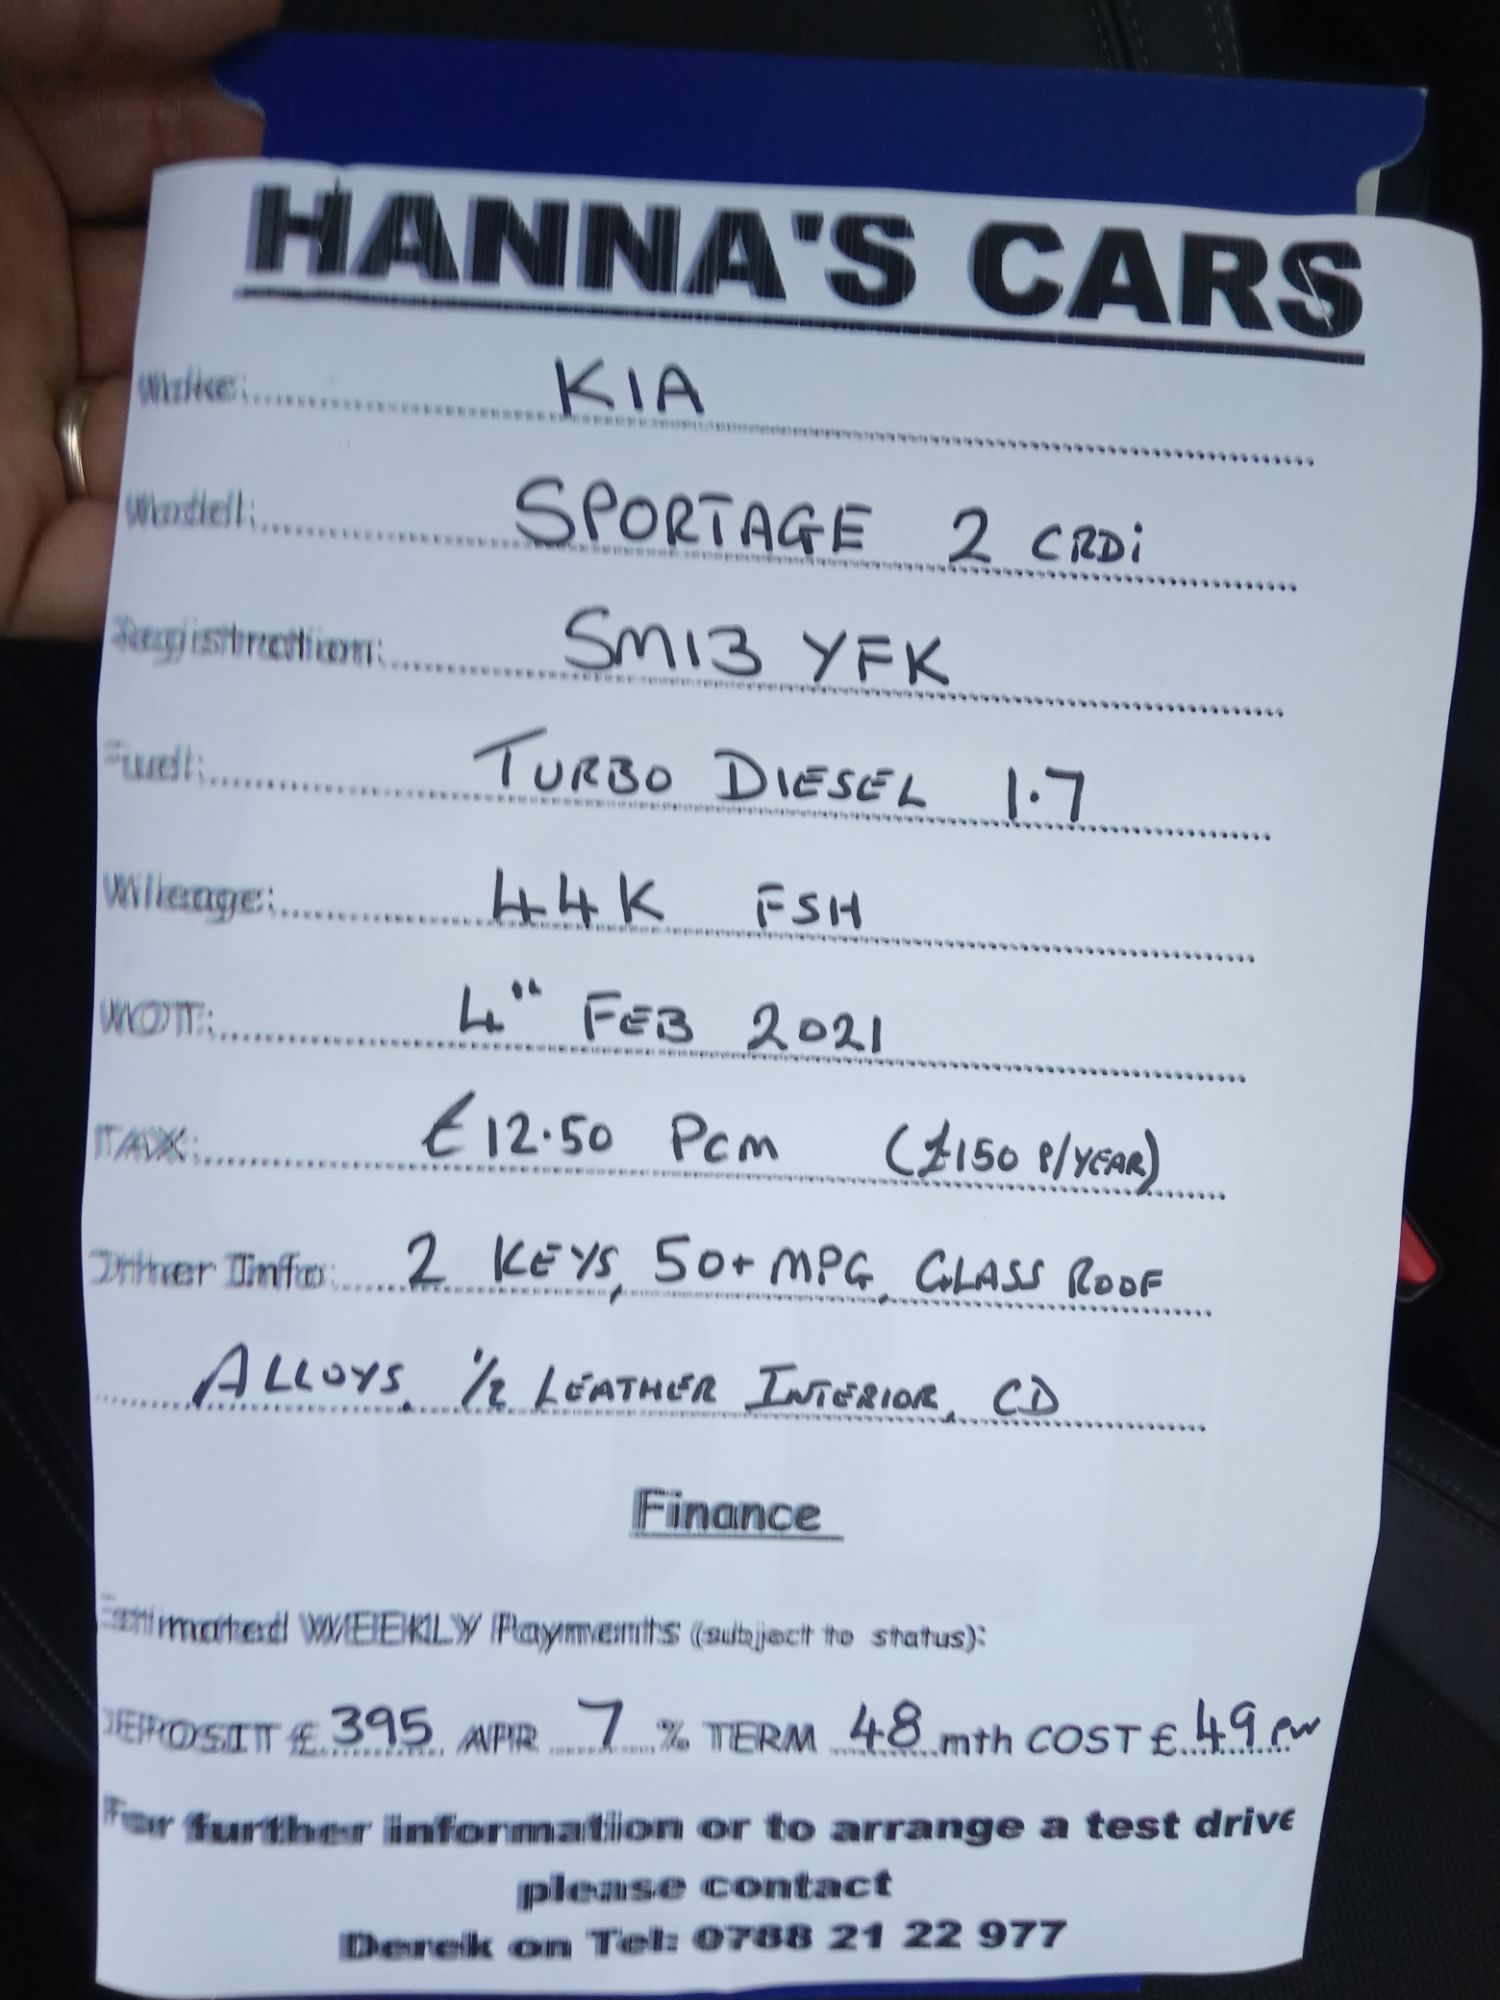 HANNA'S CARS
Make: KIA
Model: SPORTAGE 2 CRDi
Registration: SM13 YFK
Fuel: TURBO DIESEL 1.7
Mileage: 44K FSH
MOT: 4TH FEB 2021
TAX: £12.50 PCM (£150 P/YEAR)
Other Info: 2 KEYS, 50+ MPG, GLASS ROOF
ALLOYS, 1/2 LEATHER INTERIOR, CD
Finance
Estimated WEEKLY Payments (subject to status):
DEPOSIT £ 395 APR 7 % TERM 48 mth COST £ 49 PW
For further information or to arrange a test drive
please contact
Derek on Tel: 0788 21 22 977